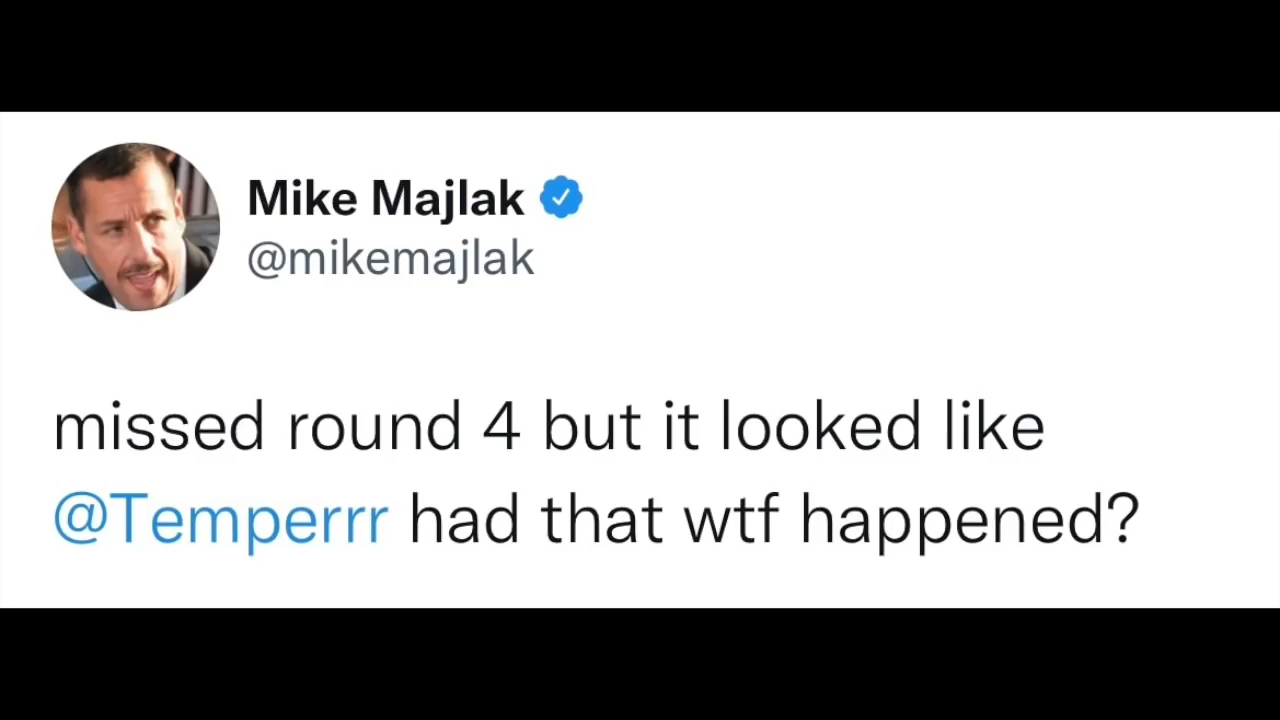 Mike Majlak
@mikemajlak
missed round 4 but it looked like
@Temperrr had that wtf happened?